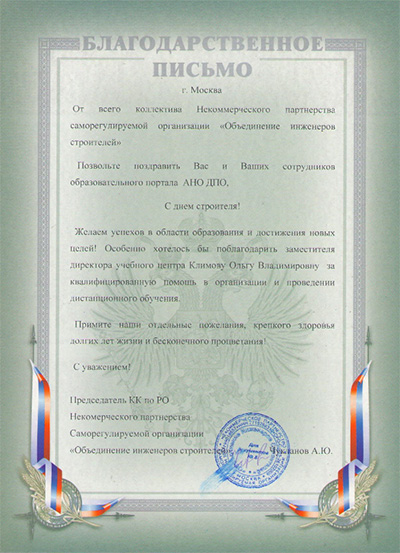 БЛАГОДАРСТВЕННОЕ
ПИСЬМО
г. Москва
От всего коллектива Некоммерческого партнерства
саморегулируемой организации «Объединение инженеров
строителей»
Позвольте поздравить Вас и Ваших сотрудников
образовательного портала АНО ДПО,
С днем строителя!
Желаем успехов в области образования и достижения новых
целей! Особенно хотелось бы поблагодарить заместителя
директора учебного центра Климову Ольгу Владимировну за
квалифицированную помощь в организации и проведении
дистанционного обучения.
Примите наши отдельные пожелания, крепкого здоровья
долгих лет жизни и бесконечного процветания!
С уважением!
Председатель КК по РО
Некомерческого партнерства
Саморегулируемой организации
«Объединение инженеров строителей» А.Ю.
Для